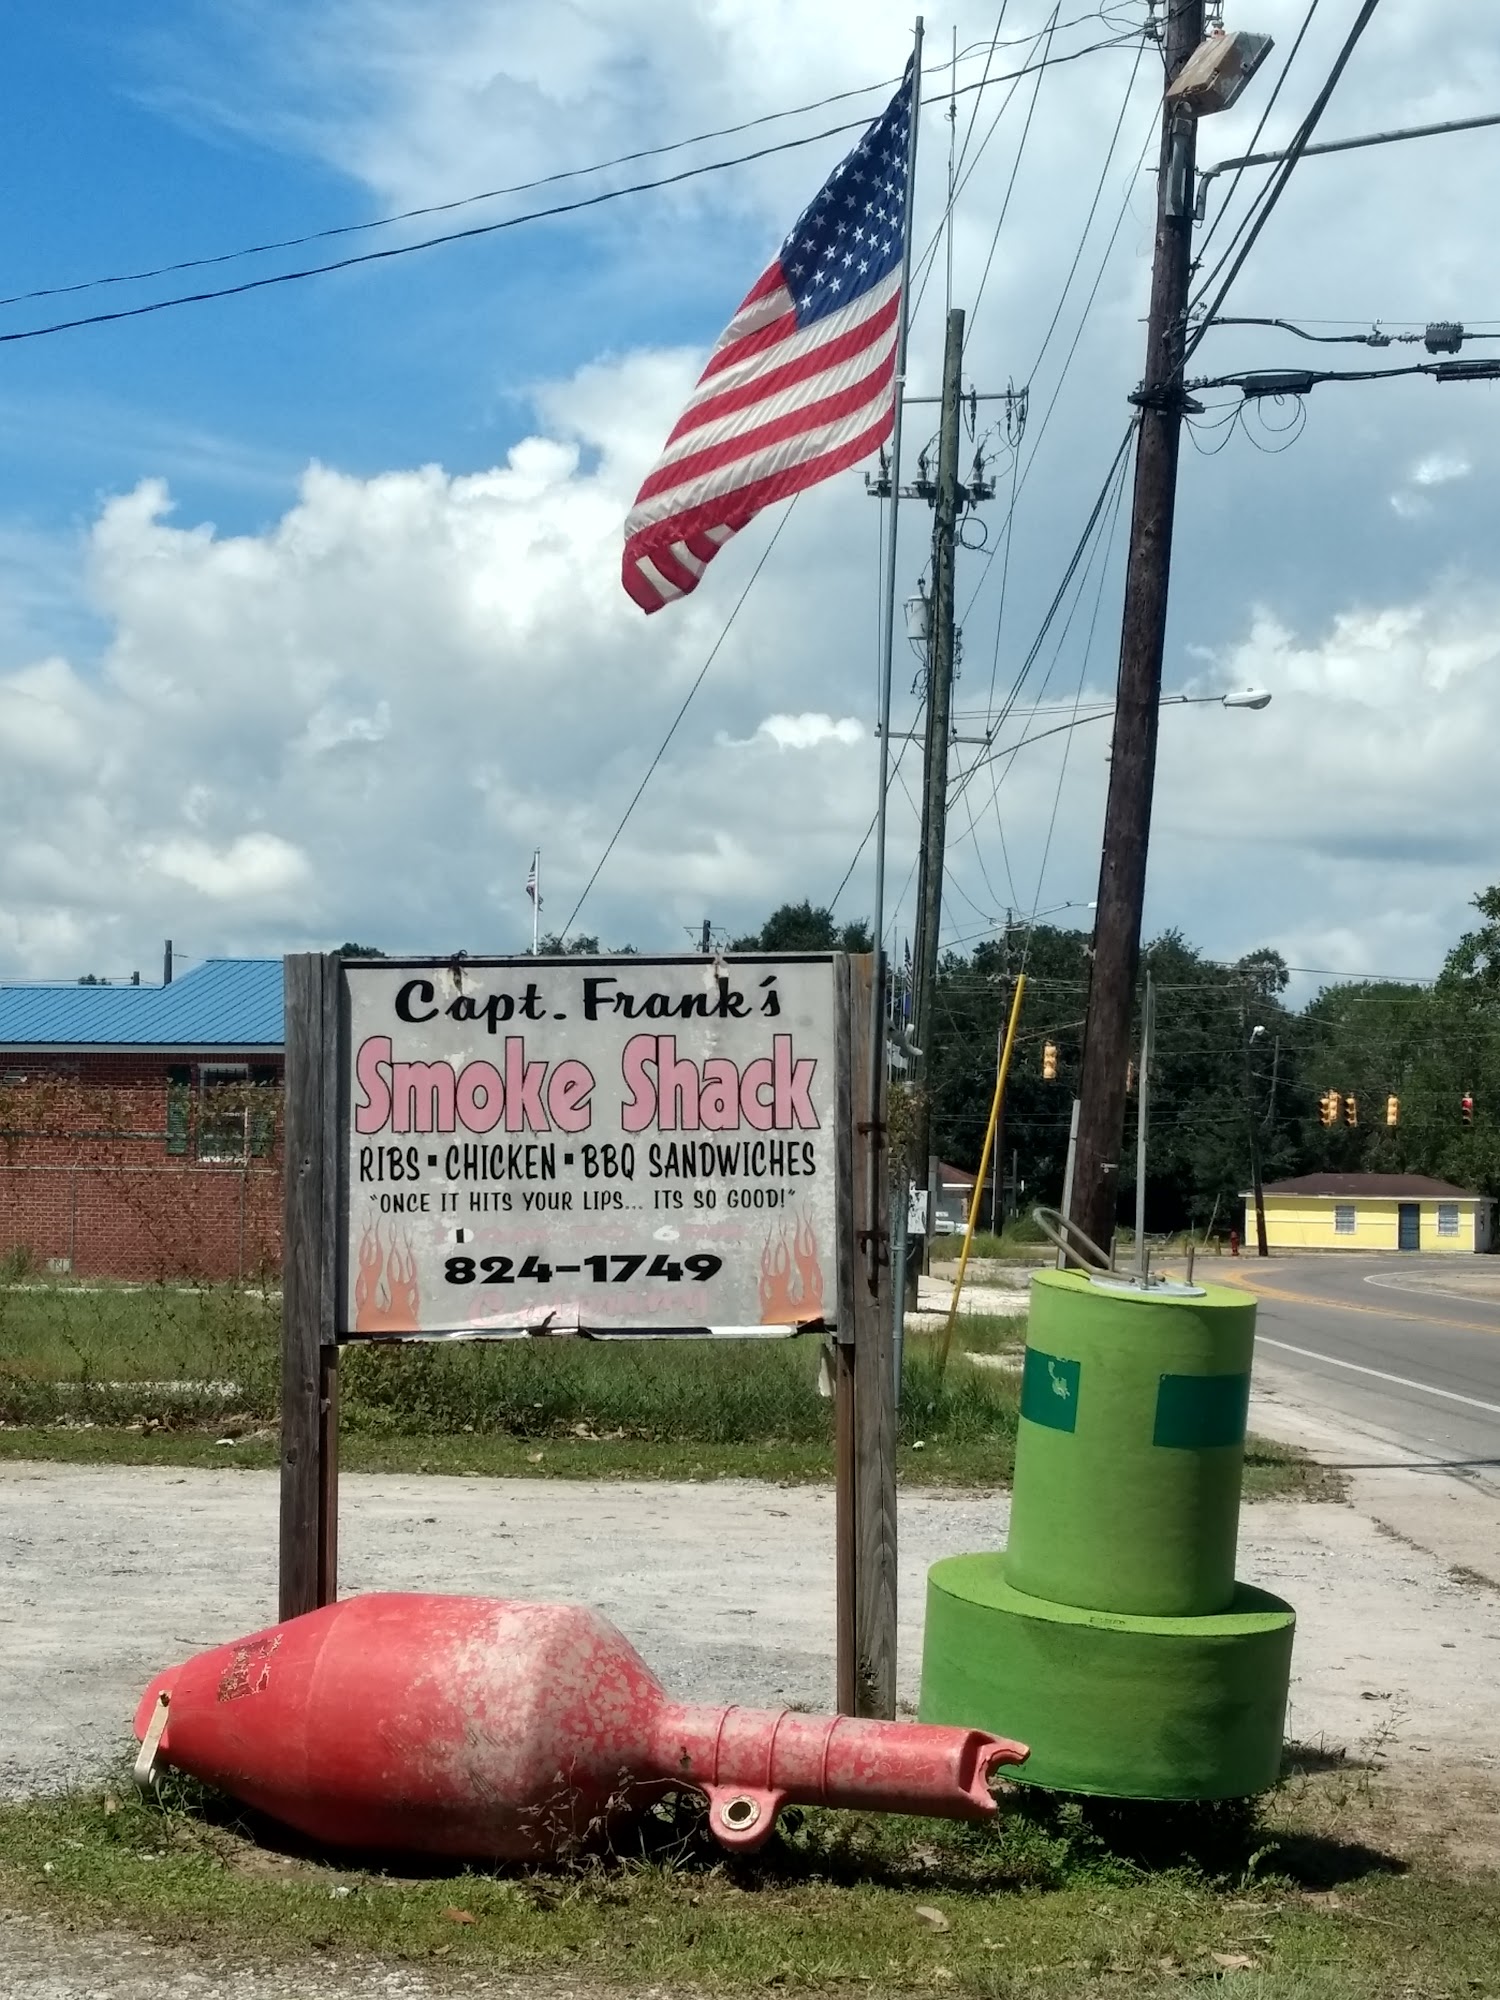 Capt. Frank's
Smoke Shack
RIBS ▪ CHICKEN ▪ BBQ SANDWICHES
"ONCE IT HITS YOUR LIPS... ITS SO GOOD!"
824-1749